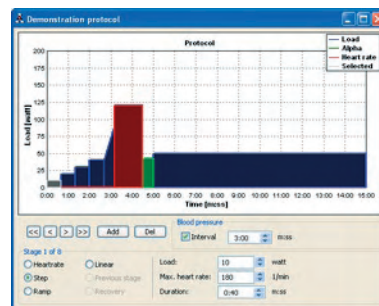 Demonstration protocol
Protocol
Load
Alpha
Heart rate
Selected
Load [watt]
200
175
150
125
100
75
50
25
0
0:00 1:00 2:00 3:00 4:00 5:00 6:00 7:00 8:00 9:00 10:00 11:00 12:00 13:00 14:00 15:00
Time [m:ss]
<< < > >> Add Del
Blood pressure
Interval 3:00 m:ss
Stage 1 of 8
Heartrate Linear Load: 10 watt
Step Previous stage Max. heart rate: 180 1/min
Ramp Recovery Duration: 0:40 m:ss